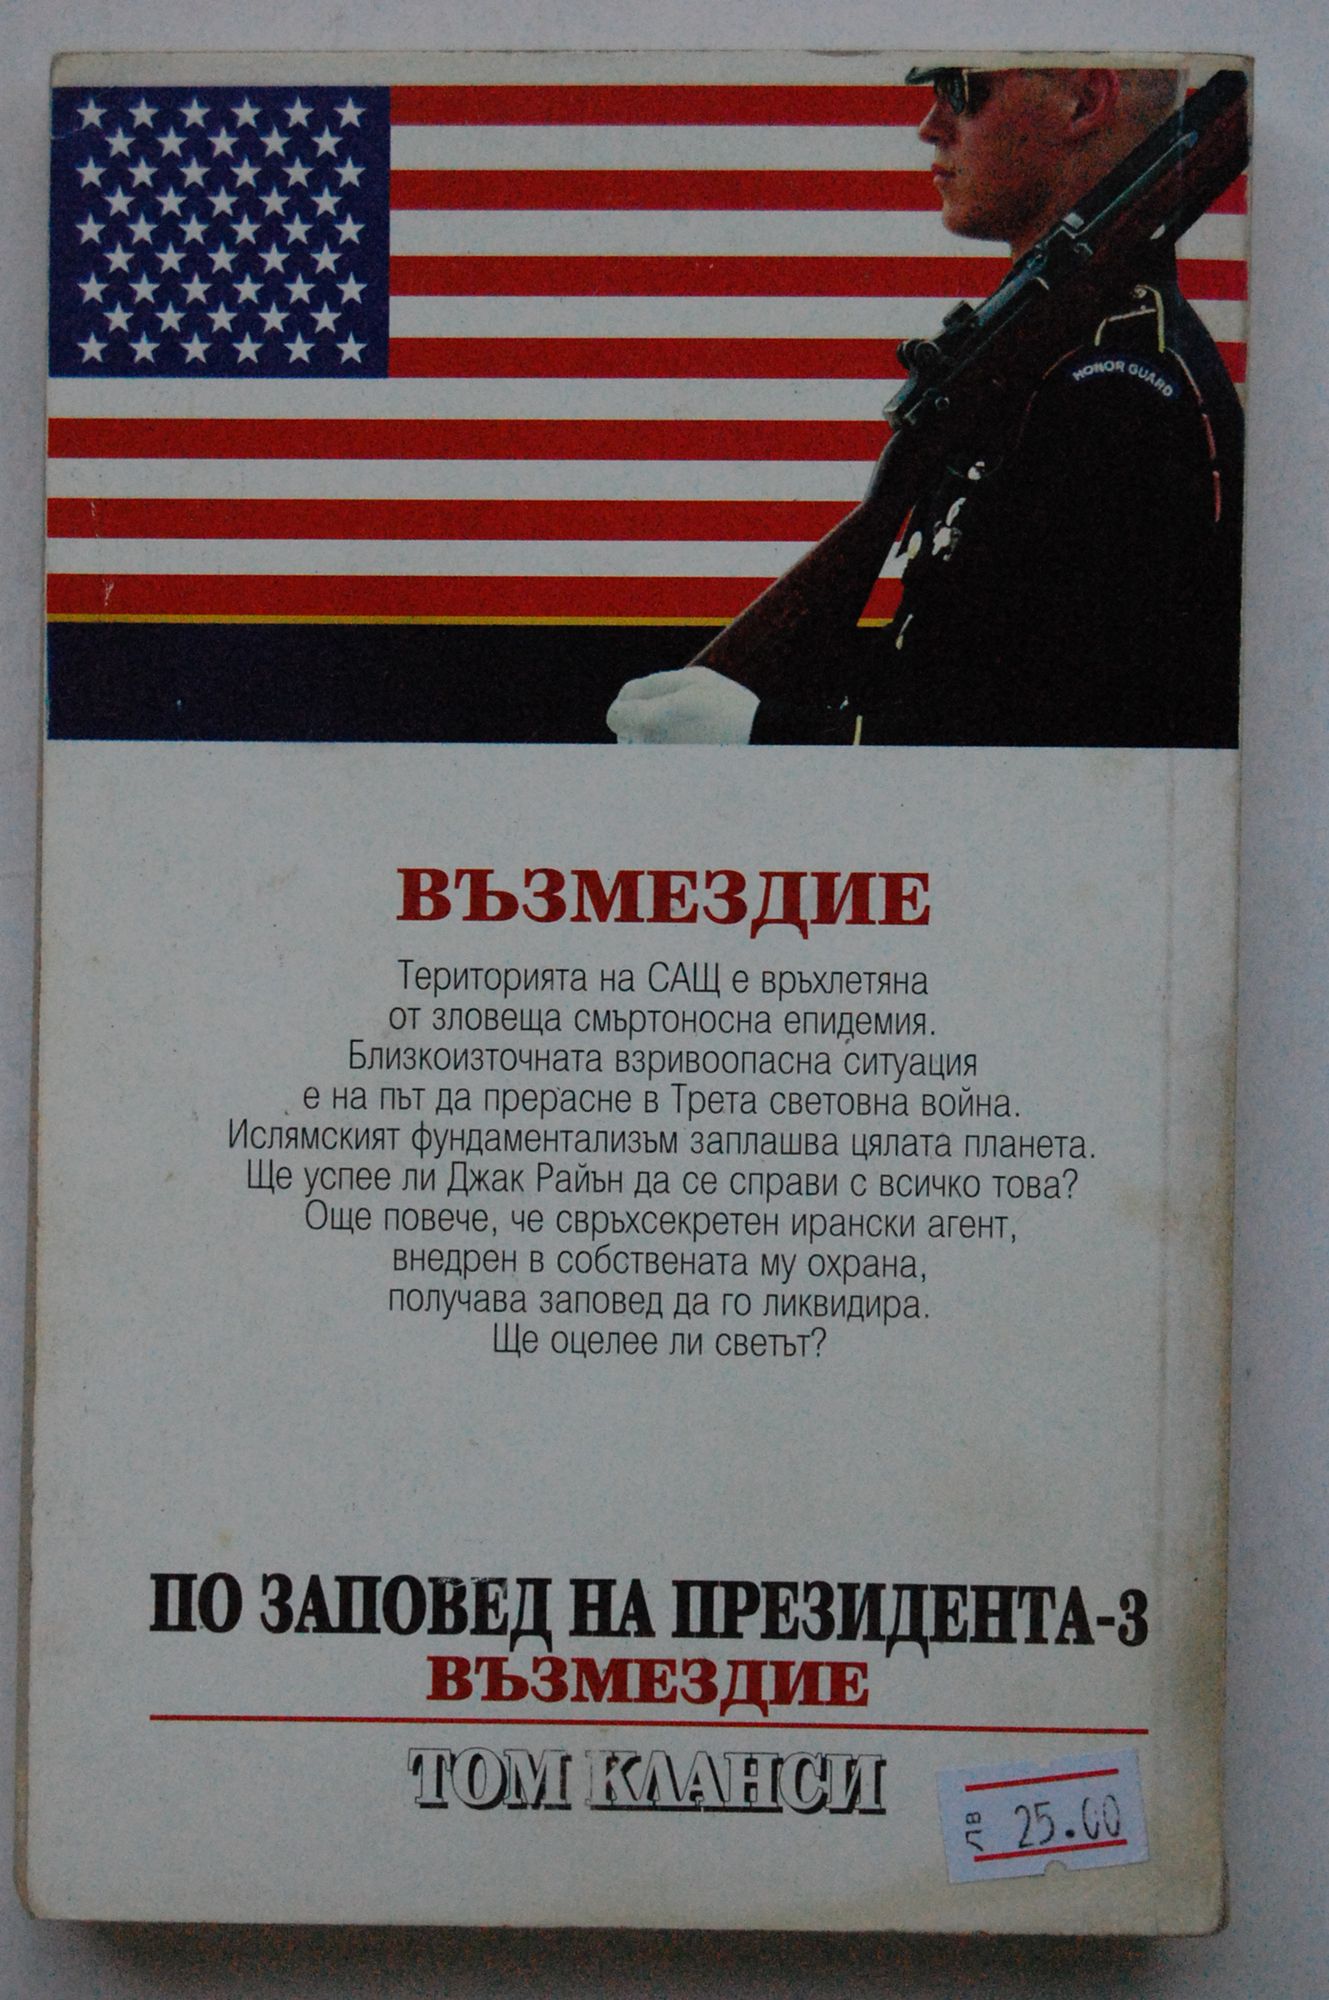 HONOR GUARD
ВЪЗМЕЗДИЕ
Територията на САЩ е връхлетяна
от зловеща смъртоносна епидемия.
Близкоизточната взривоопасна ситуация
е на път да прерасне в Трета световна война.
Ислямският фундаментализъм заплашва цялата планета.
Ще успее ли Джак Райън да се справи с всичко това?
Още повече, че свръхсекретен ирански агент,
внедрен в собствената му охрана,
получава заповед да го ликвидира.
Ще оцелее ли светът?
ПО ЗАПОВЕД НА ПРЕЗИДЕНТА-3
ВЪЗМЕЗДИЕ
ТОМ КЛАНСИ
лв 25.00